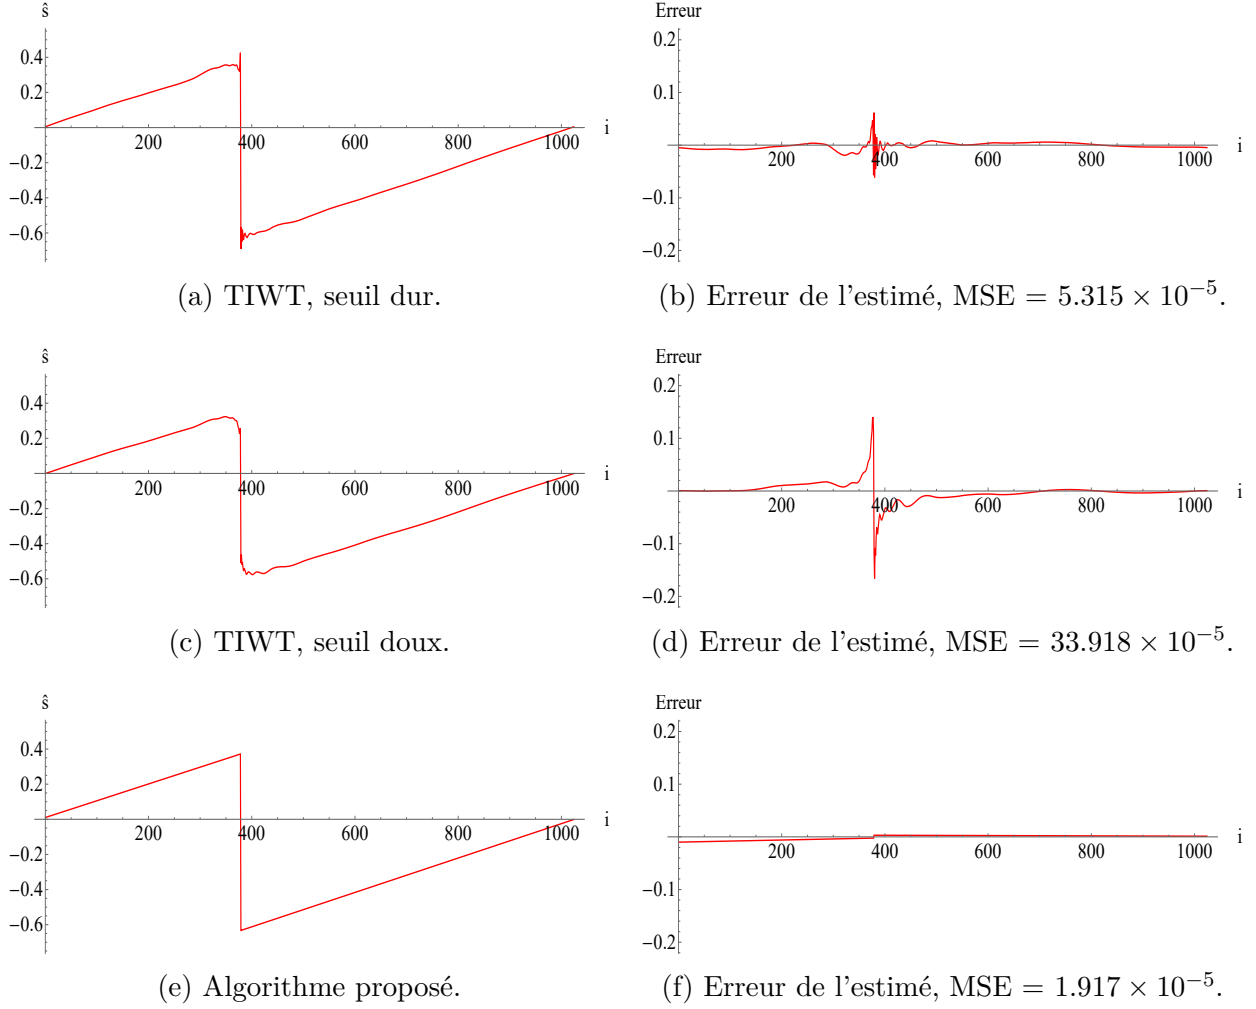 ŝ
0.4
0.2
200 400 600 800 1000 i
−0.2
−0.4
−0.6
(a) TIWT, seuil dur.
Erreur
0.2
0.1
200 400 600 800 1000 i
−0.1
−0.2
(b) Erreur de l'estimé, MSE = 5.315 × 10⁻⁵.
ŝ
0.4
0.2
200 400 600 800 1000 i
−0.2
−0.4
−0.6
(c) TIWT, seuil doux.
Erreur
0.2
0.1
200 400 600 800 1000 i
−0.1
−0.2
(d) Erreur de l'estimé, MSE = 33.918 × 10⁻⁵.
ŝ
0.4
0.2
200 400 600 800 1000 i
−0.2
−0.4
−0.6
(e) Algorithme proposé.
Erreur
0.2
0.1
200 400 600 800 1000 i
−0.1
−0.2
(f) Erreur de l'estimé, MSE = 1.917 × 10⁻⁵.